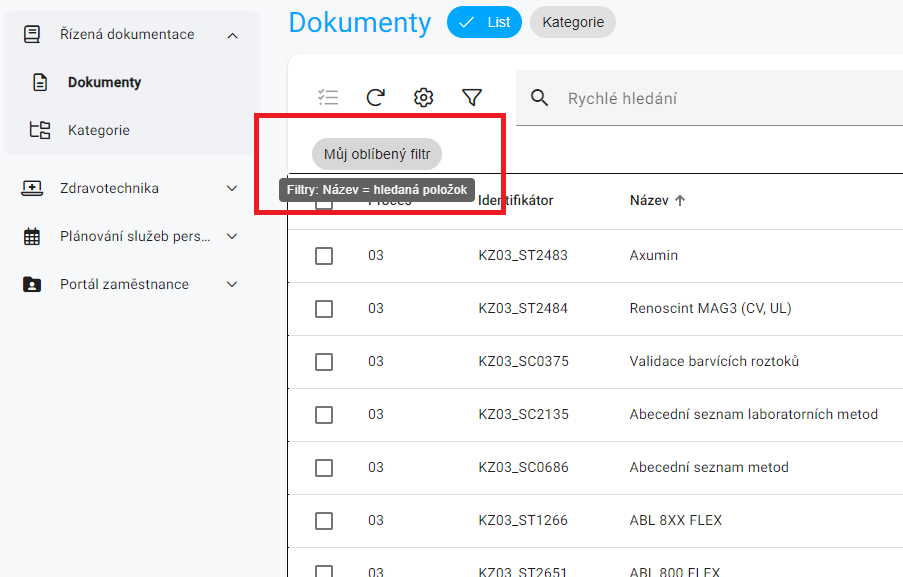 Řízená dokumentace
Dokumenty
Kategorie
Zdravotechnika
Plánování služeb pers...
Portál zaměstnance
Dokumenty
List
Kategorie
Rychlé hledání
Můj oblíbený filtr
Filtry: Název = hledaná položok
Proces Identifikátor Název
03 KZ03_ST2483 Axumin
03 KZ03_ST2484 Renoscint MAG3 (CV, UL)
03 KZ03_SC0375 Validace barvících roztoků
03 KZ03_SC2135 Abecední seznam laboratorních metod
03 KZ03_SC0686 Abecední seznam metod
03 KZ03_ST1266 ABL 8XX FLEX
03 KZ03_ST2651 ABL 800 FLEX